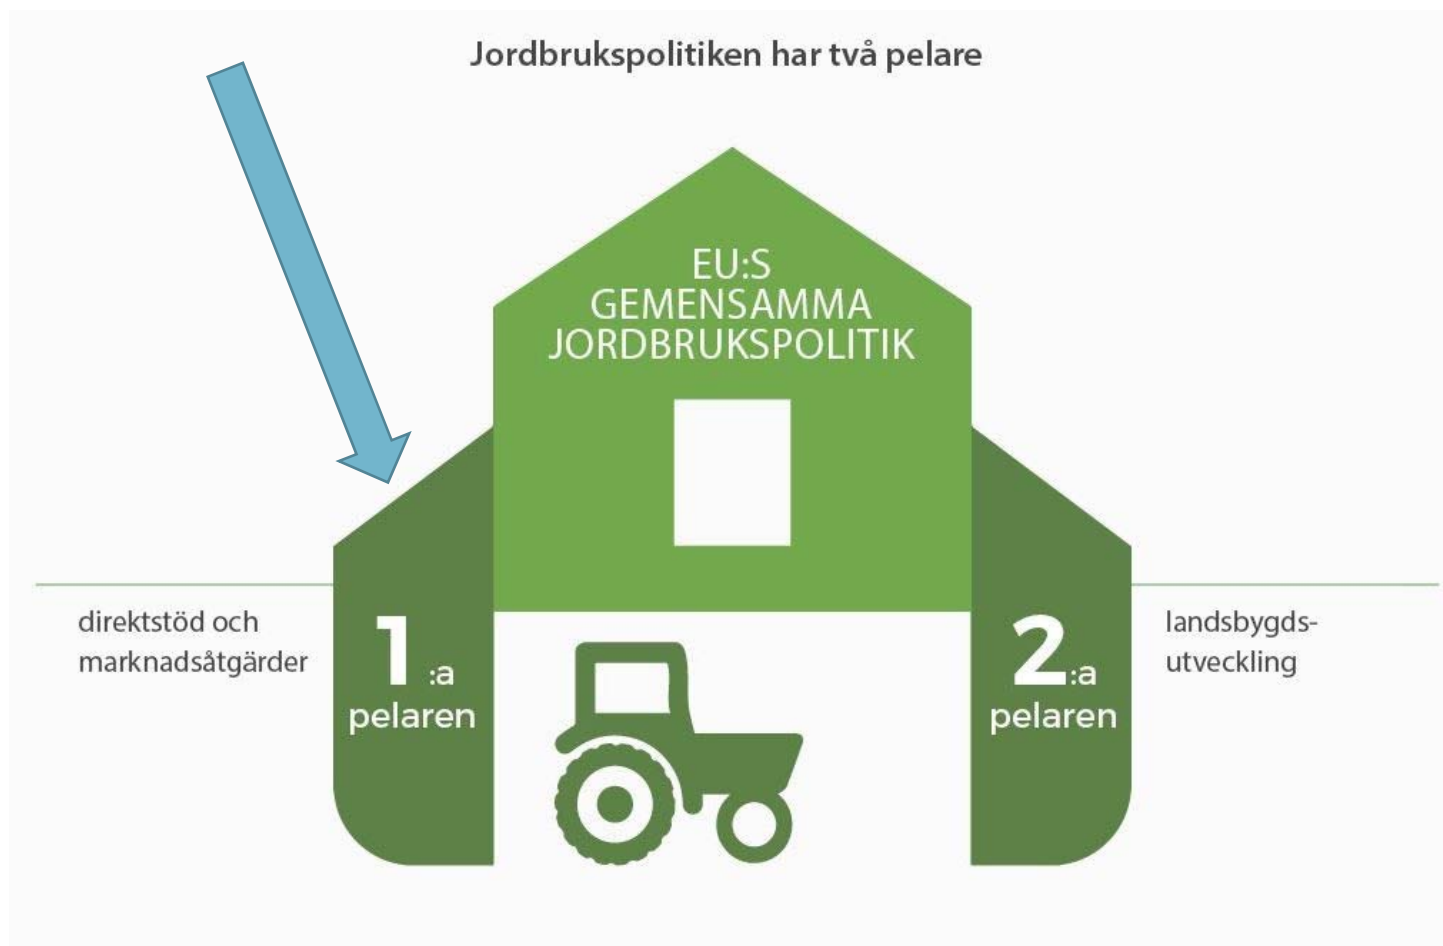 Jordbrukspolitiken har två pelare
EU:S
GEMENSAMMA
JORDBRUKSPOLITIK
direktstöd och
marknadsåtgärder
1:a
pelaren
2:a
pelaren
landsbygds-
utveckling